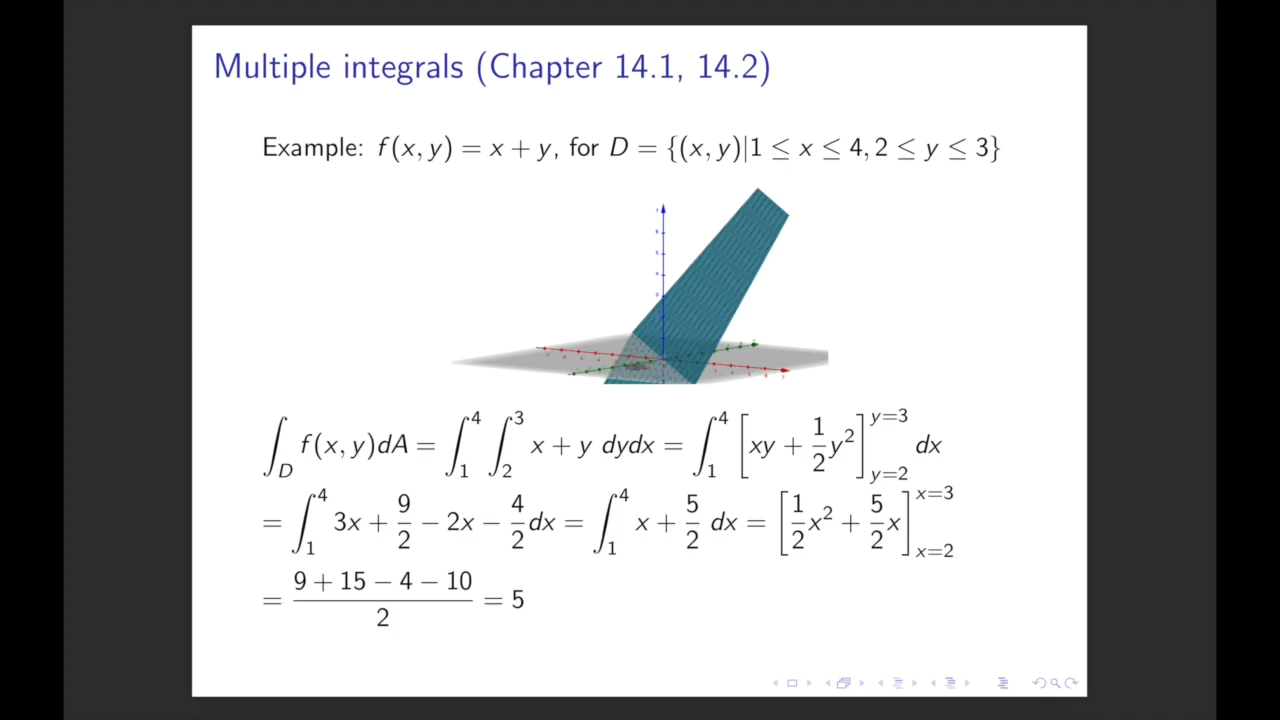 Multiple integrals (Chapter 14.1, 14.2)
Example: f(x, y) = x + y, for D = {(x, y)|1 ≤ x ≤ 4, 2 ≤ y ≤ 3}
∫_D f(x, y)dA = ∫_1^4 ∫_2^3 x + y dydx = ∫_1^4 [xy + 1/2 y²]_{y=2}^{y=3} dx
= ∫_1^4 3x + 9/2 − 2x − 4/2 dx = ∫_1^4 x + 5/2 dx = [1/2 x² + 5/2 x]_{x=2}^{x=3}
= (9 + 15 − 4 − 10)/2 = 5